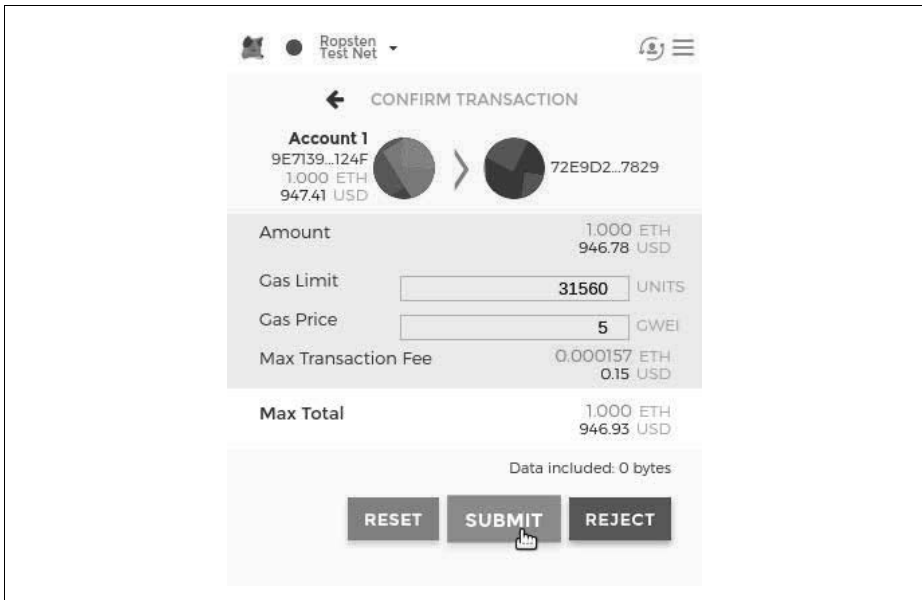 Ropsten
Test Net
CONFIRM TRANSACTION
Account 1
9E7139...124F
1.000 ETH
947.41 USD
72E9D2...7829
Amount 1.000 ETH
946.78 USD
Gas Limit 31560 UNITS
Gas Price 5 GWEI
Max Transaction Fee 0.000157 ETH
0.15 USD
Max Total 1.000 ETH
946.93 USD
Data included: 0 bytes
RESET SUBMIT REJECT